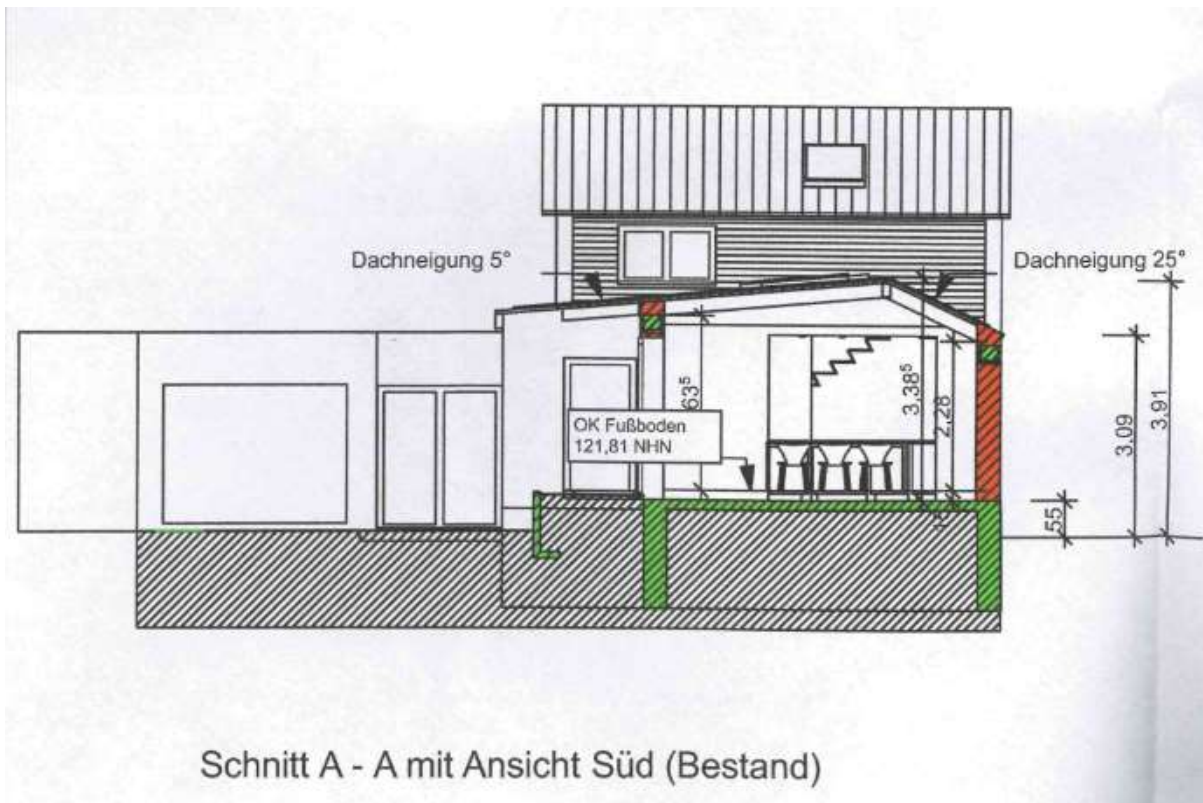 Dachneigung 5°
Dachneigung 25°
63⁵
OK Fußboden
121,81 NHN
3,38⁵
2,28
3,09
3,91
55
Schnitt A - A mit Ansicht Süd (Bestand)